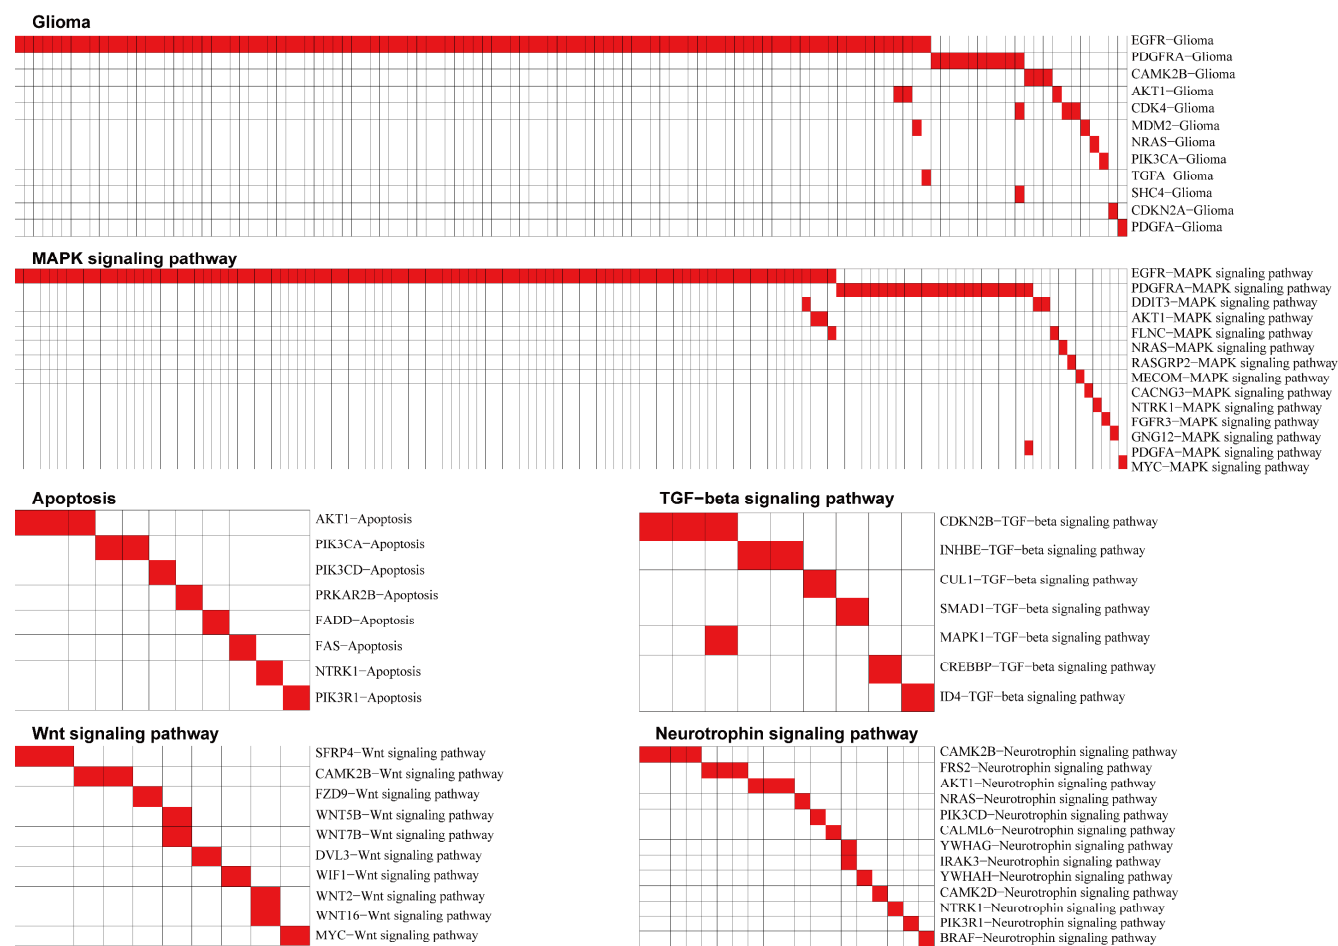 Glioma
EGFR−Glioma
PDGFRA−Glioma
CAMK2B−Glioma
AKT1−Glioma
CDK4−Glioma
MDM2−Glioma
NRAS−Glioma
PIK3CA−Glioma
TGFA−Glioma
SHC4−Glioma
CDKN2A−Glioma
PDGFA−Glioma
MAPK signaling pathway
EGFR−MAPK signaling pathway
PDGFRA−MAPK signaling pathway
DDIT3−MAPK signaling pathway
AKT1−MAPK signaling pathway
FLNC−MAPK signaling pathway
NRAS−MAPK signaling pathway
RASGRP2−MAPK signaling pathway
MECOM−MAPK signaling pathway
CACNG3−MAPK signaling pathway
NTRK1−MAPK signaling pathway
FGFR3−MAPK signaling pathway
GNG12−MAPK signaling pathway
PDGFA−MAPK signaling pathway
MYC−MAPK signaling pathway
Apoptosis
AKT1−Apoptosis
PIK3CA−Apoptosis
PIK3CD−Apoptosis
PRKAR2B−Apoptosis
FADD−Apoptosis
FAS−Apoptosis
NTRK1−Apoptosis
PIK3R1−Apoptosis
TGF−beta signaling pathway
CDKN2B−TGF−beta signaling pathway
INHBE−TGF−beta signaling pathway
CUL1−TGF−beta signaling pathway
SMAD1−TGF−beta signaling pathway
MAPK1−TGF−beta signaling pathway
CREBBP−TGF−beta signaling pathway
ID4−TGF−beta signaling pathway
Wnt signaling pathway
SFRP4−Wnt signaling pathway
CAMK2B−Wnt signaling pathway
FZD9−Wnt signaling pathway
WNT5B−Wnt signaling pathway
WNT7B−Wnt signaling pathway
DVL3−Wnt signaling pathway
WIF1−Wnt signaling pathway
WNT2−Wnt signaling pathway
WNT16−Wnt signaling pathway
MYC−Wnt signaling pathway
Neurotrophin signaling pathway
CAMK2B−Neurotrophin signaling pathway
FRS2−Neurotrophin signaling pathway
AKT1−Neurotrophin signaling pathway
NRAS−Neurotrophin signaling pathway
PIK3CD−Neurotrophin signaling pathway
CALML6−Neurotrophin signaling pathway
YWHAG−Neurotrophin signaling pathway
IRAK3−Neurotrophin signaling pathway
YWHAH−Neurotrophin signaling pathway
CAMK2D−Neurotrophin signaling pathway
NTRK1−Neurotrophin signaling pathway
PIK3R1−Neurotrophin signaling pathway
BRAF−Neurotrophin signaling pathway